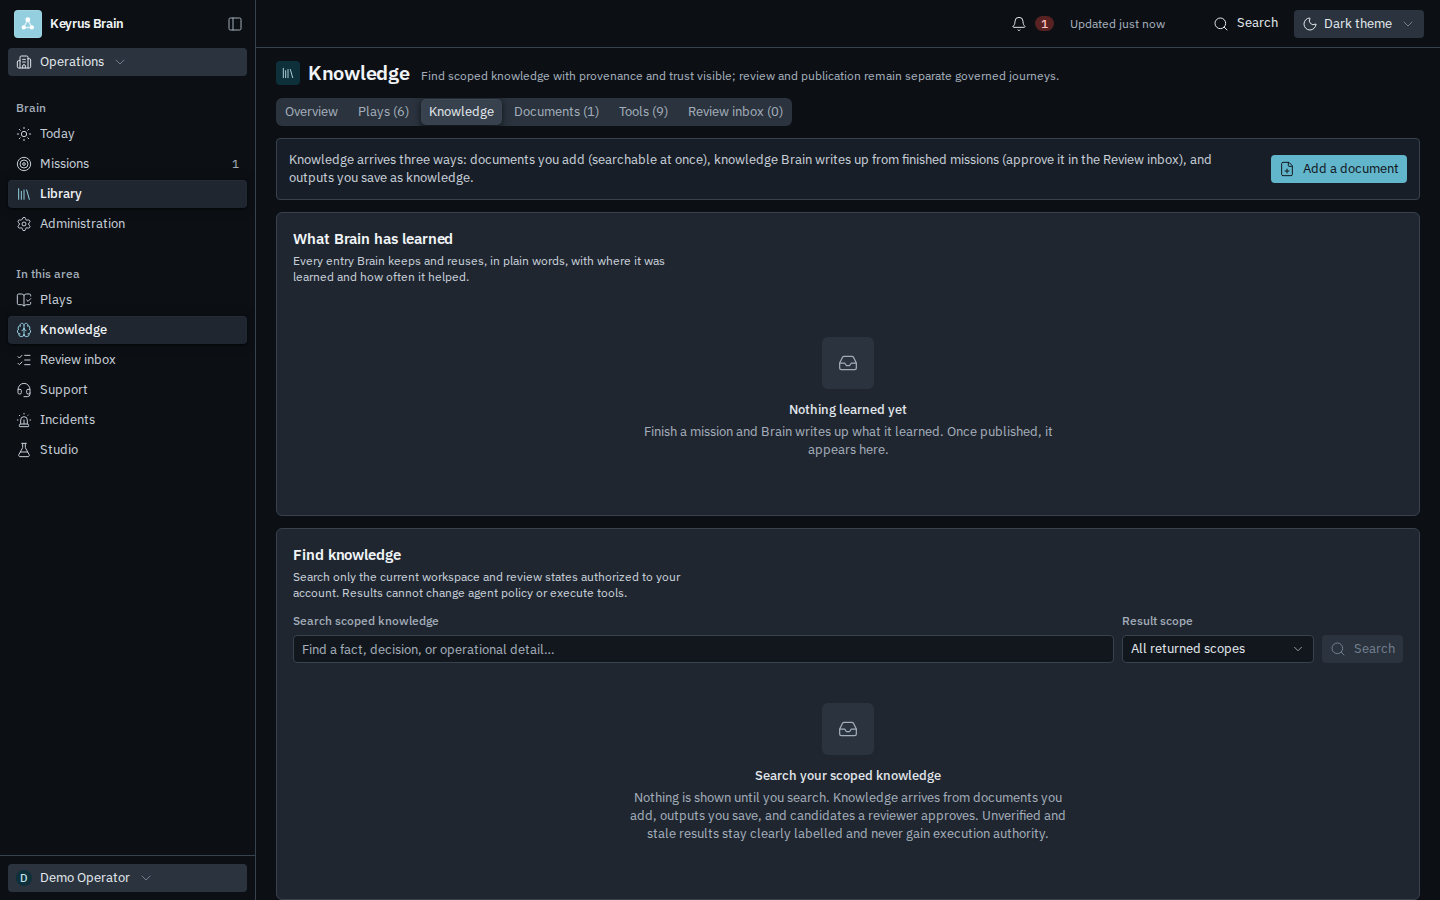 Keyrus Brain
1
Updated just now
Search
Dark theme
Operations
Brain
Today
Missions
1
Library
Administration
In this area
Plays
Knowledge
Review inbox
Support
Incidents
Studio
D
Demo Operator
Knowledge
Find scoped knowledge with provenance and trust visible; review and publication remain separate governed journeys.
Overview
Plays (6)
Knowledge
Documents (1)
Tools (9)
Review inbox (0)
Knowledge arrives three ways: documents you add (searchable at once), knowledge Brain writes up from finished missions (approve it in the Review inbox), and
outputs you save as knowledge.
Add a document
What Brain has learned
Every entry Brain keeps and reuses, in plain words, with where it was
learned and how often it helped.
Nothing learned yet
Finish a mission and Brain writes up what it learned. Once published, it
appears here.
Find knowledge
Search only the current workspace and review states authorized to your
account. Results cannot change agent policy or execute tools.
Search scoped knowledge
Result scope
Find a fact, decision, or operational detail...
All returned scopes
Search
Search your scoped knowledge
Nothing is shown until you search. Knowledge arrives from documents you
add, outputs you save, and candidates a reviewer approves. Unverified and
stale results stay clearly labelled and never gain execution authority.